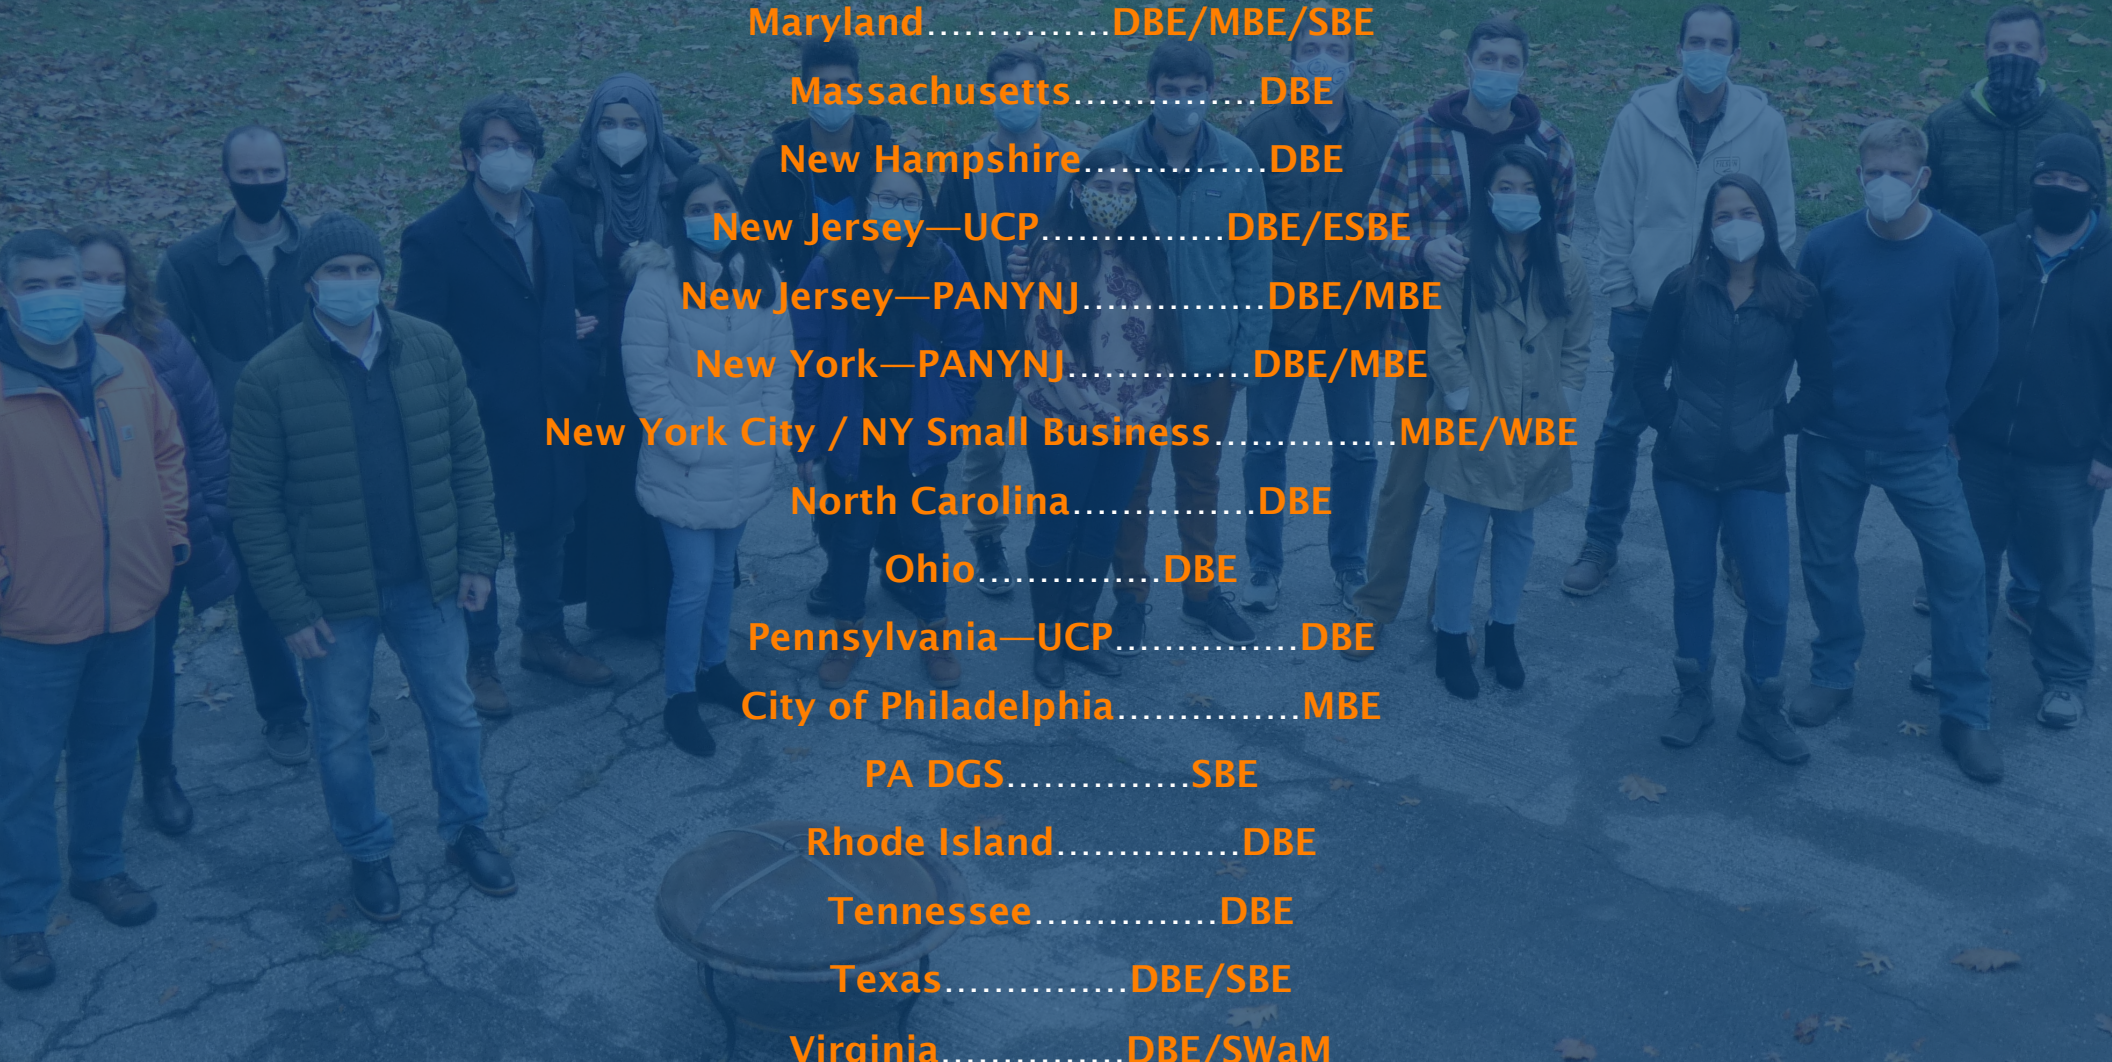 Maryland...............DBE/MBE/SBE
Massachusetts...............DBE
New Hampshire...............DBE
New Jersey—UCP...............DBE/ESBE
New Jersey—PANYNJ...............DBE/MBE
New York—PANYNJ...............DBE/MBE
New York City / NY Small Business...............MBE/WBE
North Carolina...............DBE
Ohio...............DBE
Pennsylvania—UCP...............DBE
City of Philadelphia...............MBE
PA DGS...............SBE
Rhode Island...............DBE
Tennessee...............DBE
Texas...............DBE/SBE
Virginia...............DBE/SWaM